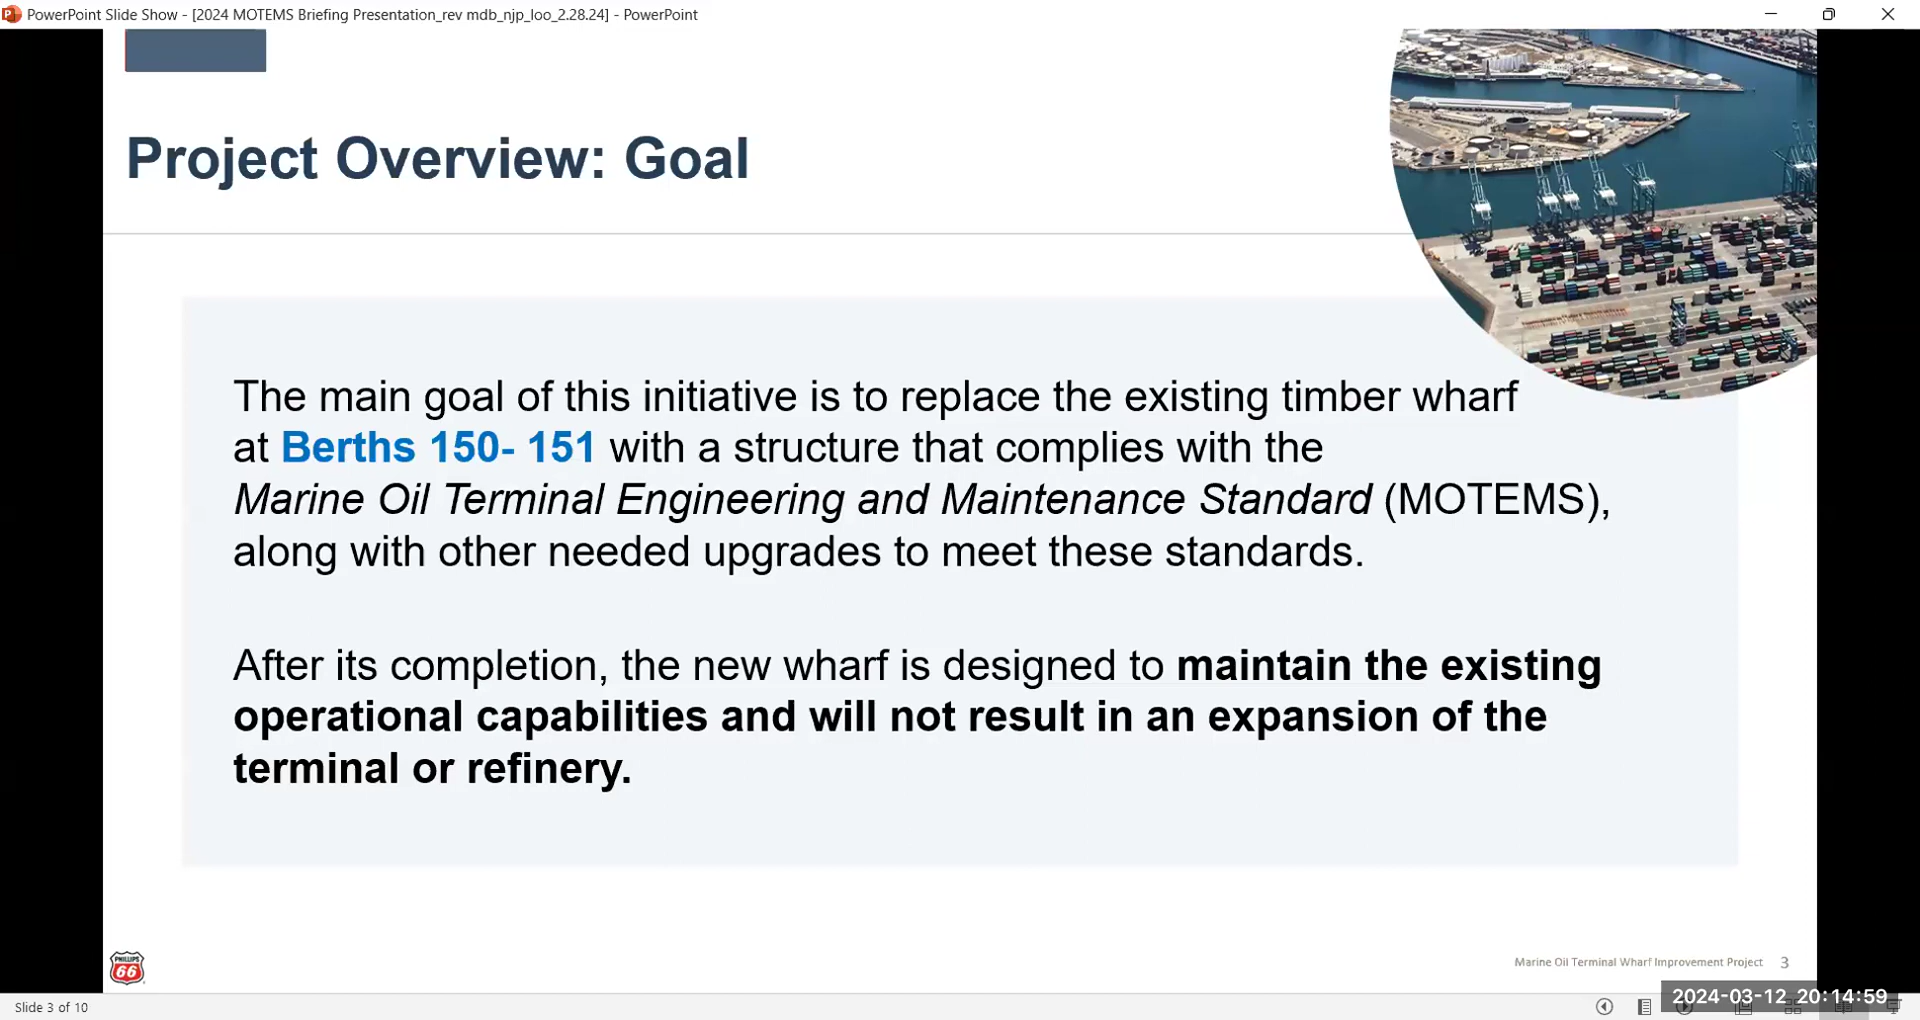 PowerPoint Slide Show - [2024 MOTEMS Briefing Presentation_rev mdb_njp_loo_2.28.24] - PowerPoint
Project Overview: Goal
The main goal of this initiative is to replace the existing timber wharf
at Berths 150- 151 with a structure that complies with the
Marine Oil Terminal Engineering and Maintenance Standard (MOTEMS),
along with other needed upgrades to meet these standards.
After its completion, the new wharf is designed to maintain the existing
operational capabilities and will not result in an expansion of the
terminal or refinery.
PHILLIPS
66
Marine Oil Terminal Wharf Improvement Project 3
Slide 3 of 10
2024-03-12 20:14:59